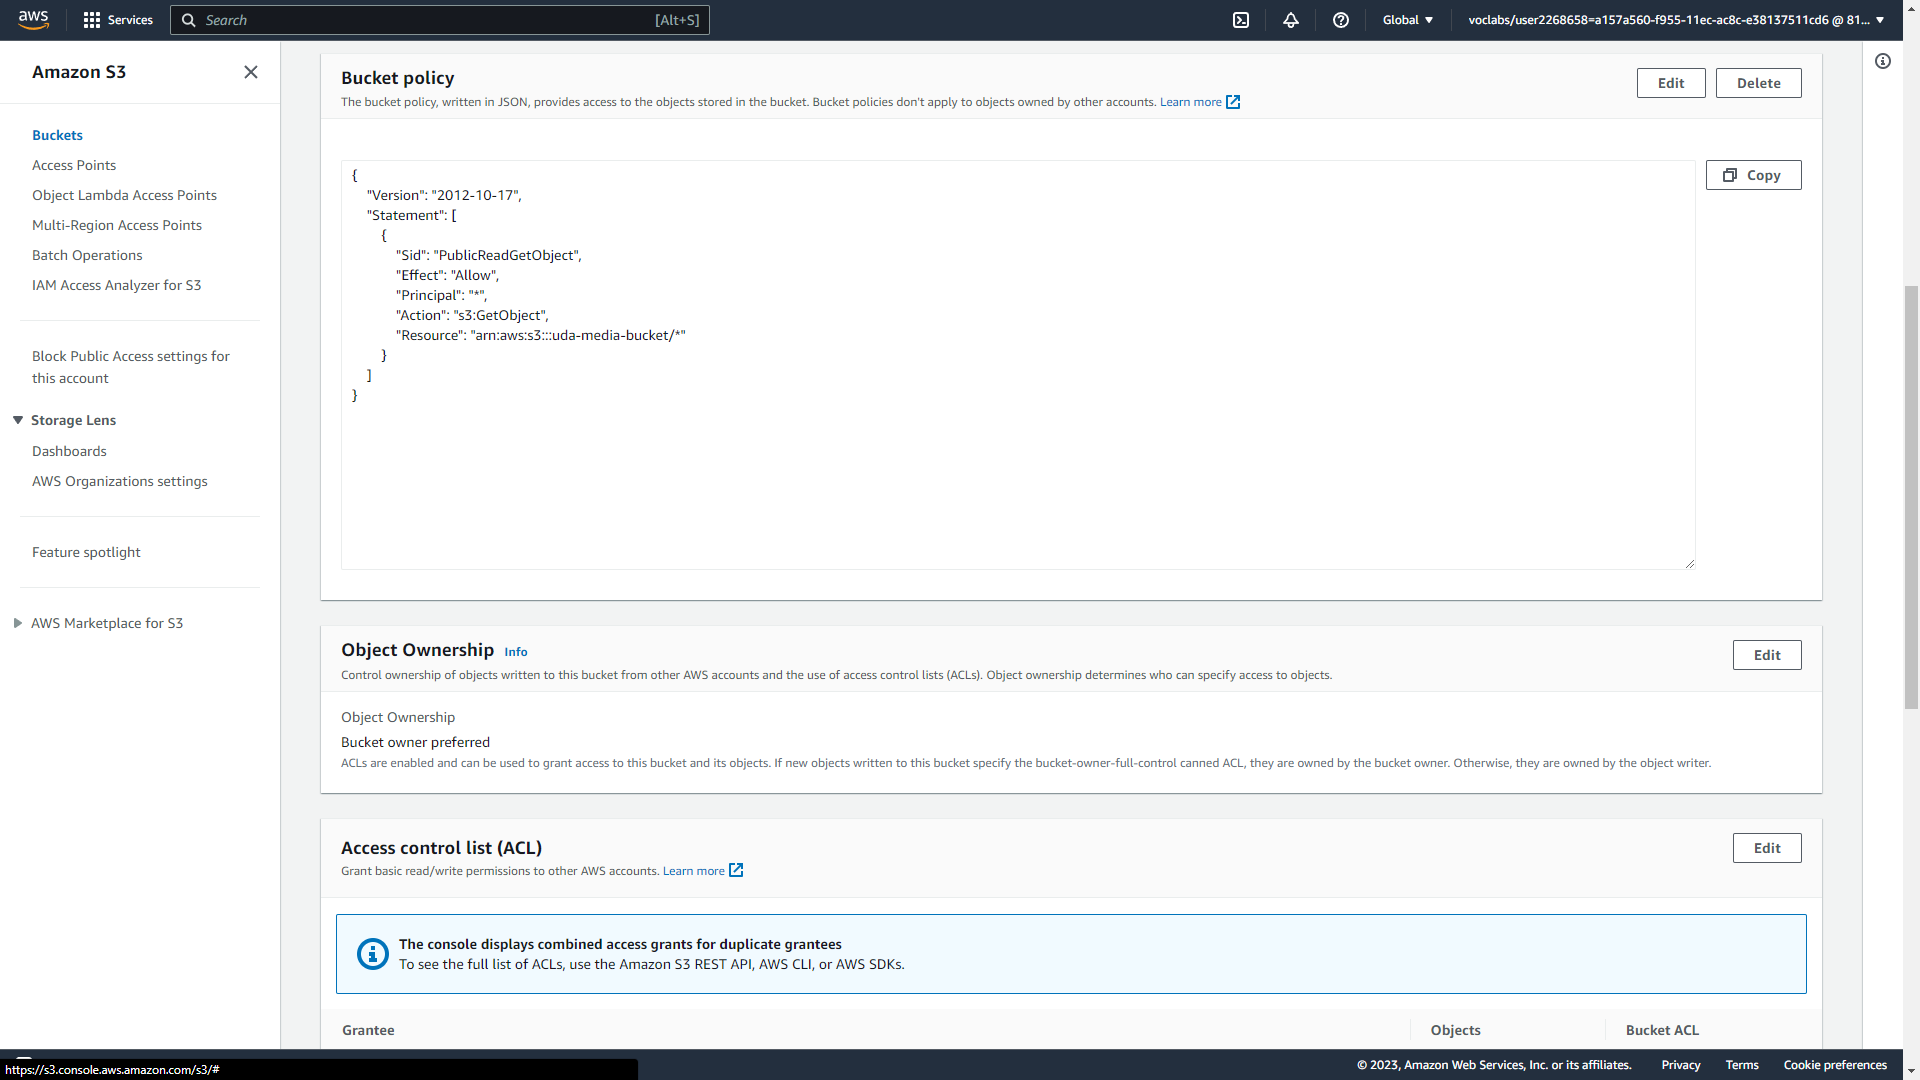 aws
Services
Search
[Alt+S]
Global
voclabs/user2268658=a157a560-f955-11ec-ac8c-e38137511cd6 @ 81...
Amazon S3
Buckets
Access Points
Object Lambda Access Points
Multi-Region Access Points
Batch Operations
IAM Access Analyzer for S3
Block Public Access settings for
this account
Storage Lens
Dashboards
AWS Organizations settings
Feature spotlight
AWS Marketplace for S3
Bucket policy
The bucket policy, written in JSON, provides access to the objects stored in the bucket. Bucket policies don't apply to objects owned by other accounts. Learn more
Edit
Delete
Copy
{
"Version": "2012-10-17",
"Statement": [
{
"Sid": "PublicReadGetObject",
"Effect": "Allow",
"Principal": "*",
"Action": "s3:GetObject",
"Resource": "arn:aws:s3:::uda-media-bucket/*"
}
]
}
Object Ownership Info
Control ownership of objects written to this bucket from other AWS accounts and the use of access control lists (ACLs). Object ownership determines who can specify access to objects.
Edit
Object Ownership
Bucket owner preferred
ACLs are enabled and can be used to grant access to this bucket and its objects. If new objects written to this bucket specify the bucket-owner-full-control canned ACL, they are owned by the bucket owner. Otherwise, they are owned by the object writer.
Access control list (ACL)
Grant basic read/write permissions to other AWS accounts. Learn more
Edit
The console displays combined access grants for duplicate grantees
To see the full list of ACLs, use the Amazon S3 REST API, AWS CLI, or AWS SDKs.
Grantee
Objects
Bucket ACL
https://s3.console.aws.amazon.com/s3/#
© 2023, Amazon Web Services, Inc. or its affiliates.
Privacy
Terms
Cookie preferences